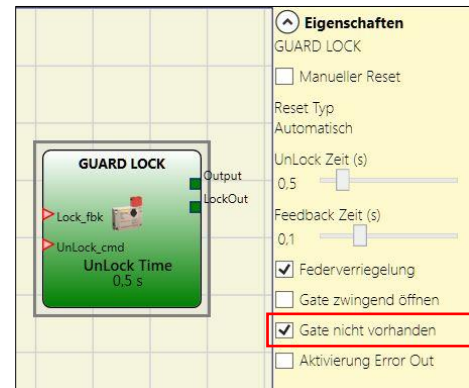 GUARD LOCK
Lock_fbk
UnLock_cmd
Output
LockOut
UnLock Time
0,5 s
Eigenschaften
GUARD LOCK
Manueller Reset
Reset Typ
Automatisch
UnLock Zeit (s)
0,5
Feedback Zeit (s)
0,1
Federverriegelung
Gate zwingend öffnen
Gate nicht vorhanden
Aktivierung Error Out